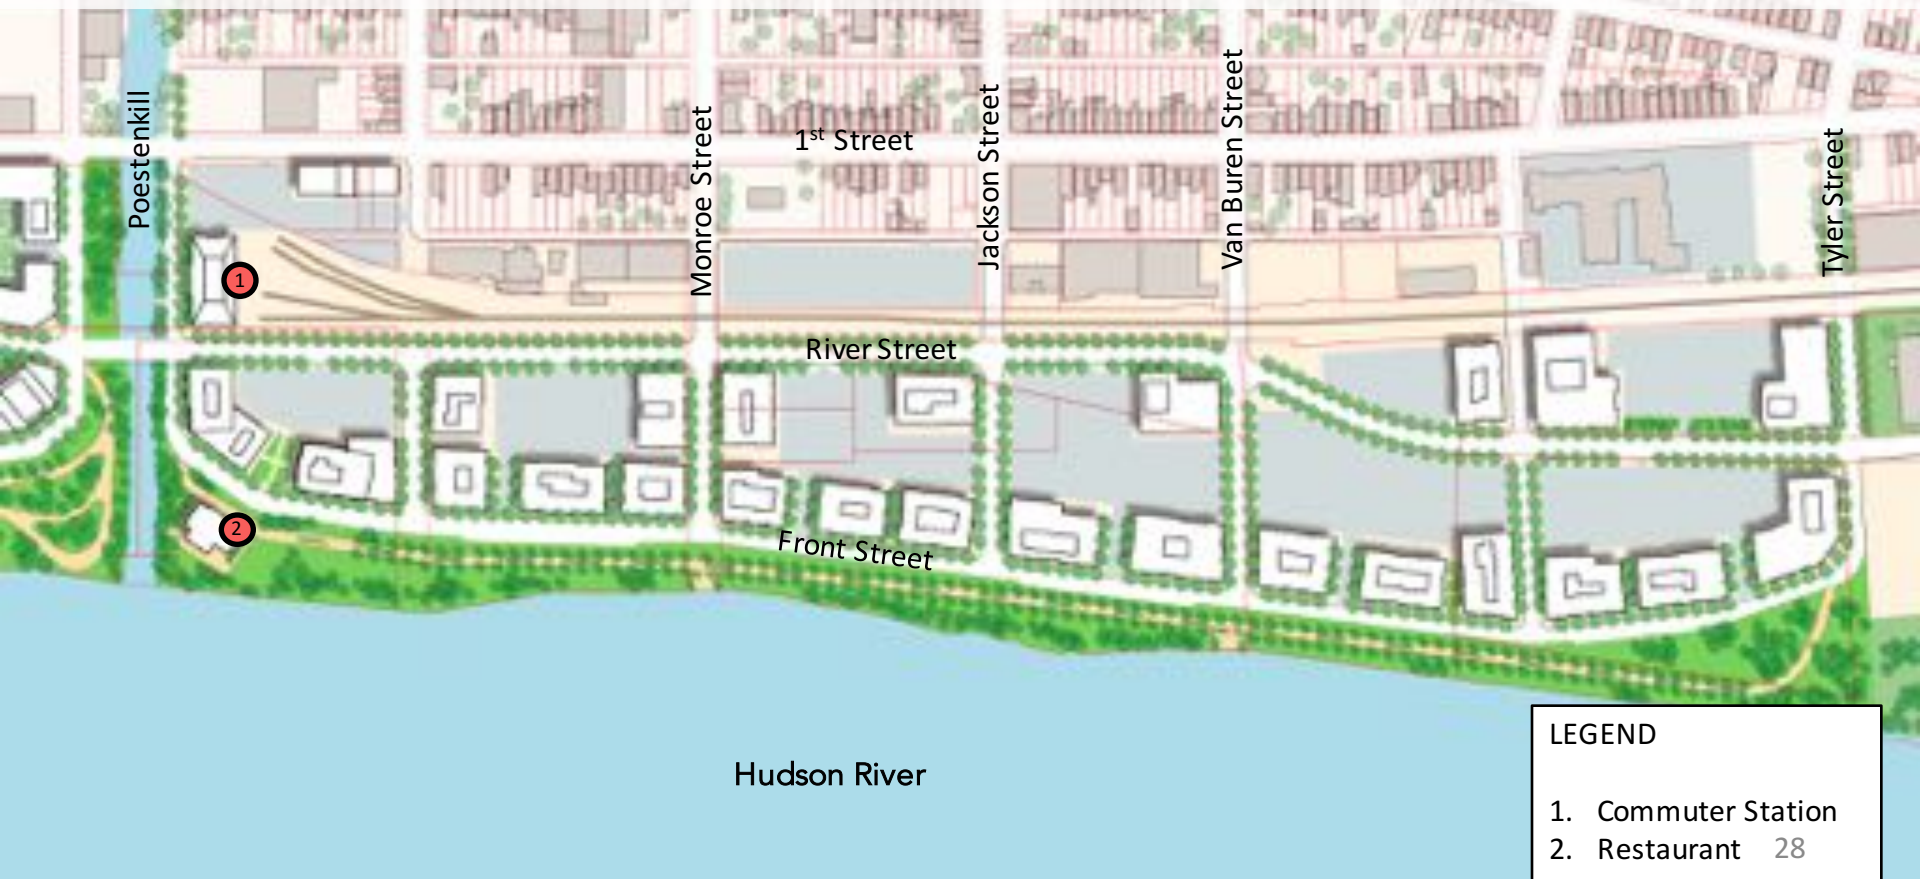 Poestenkill
Monroe Street
1st Street
Jackson Street
Van Buren Street
Tyler Street
1
River Street
2
Front Street
Hudson River
LEGEND
1. Commuter Station
2. Restaurant
28